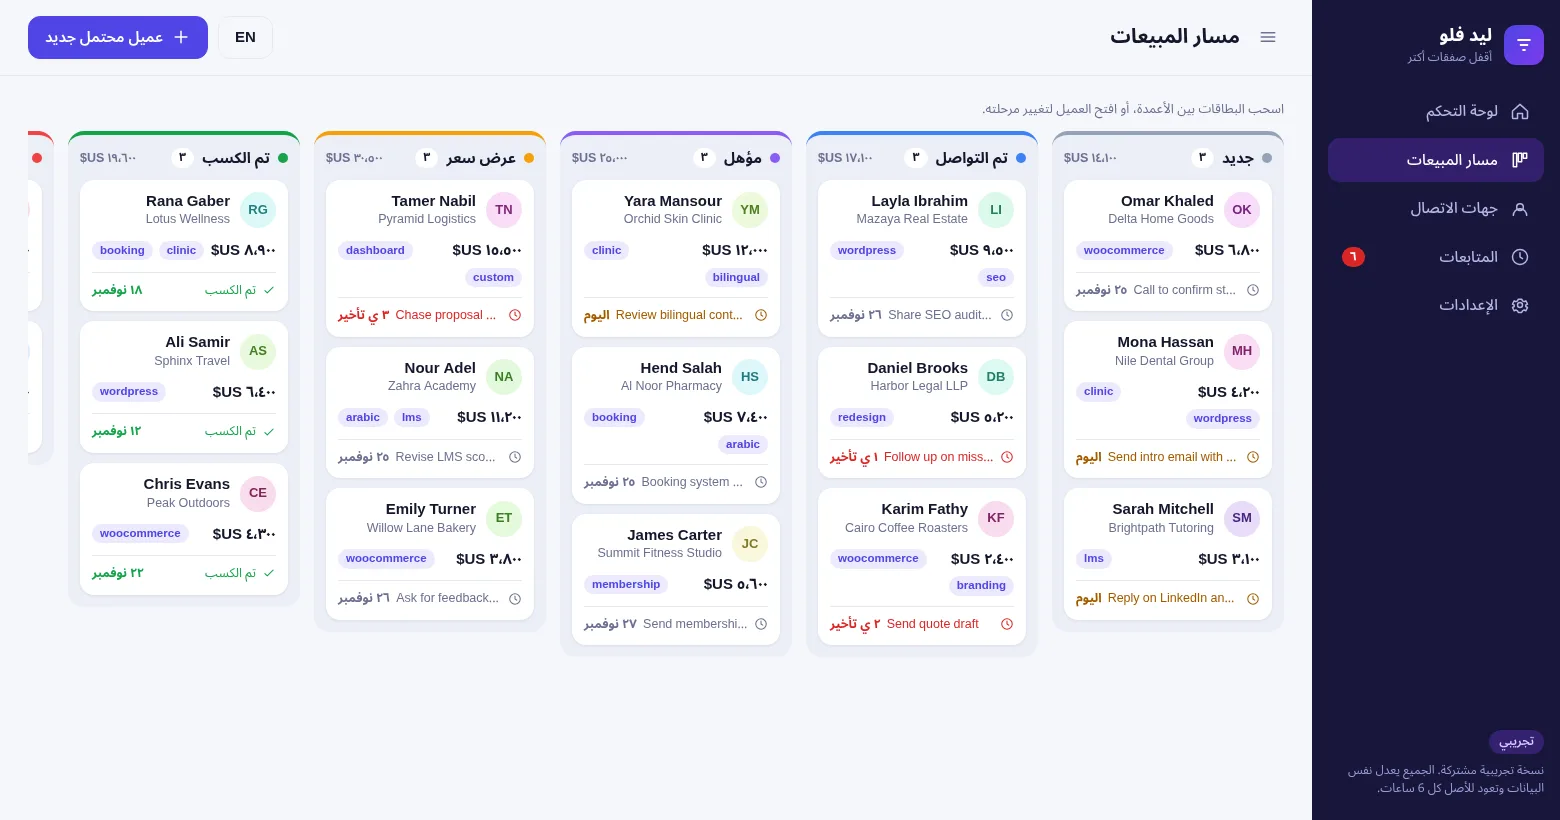 ليد فلو
أقفل صفقات أكتر
لوحة التحكم
مسار المبيعات
جهات الاتصال
المتابعات
٦
الإعدادات
تجريبي
نسخة تجريبية مشتركة. الجميع يعدل نفس
البيانات وتعود للأصل كل 6 ساعات.
مسار المبيعات
EN
عميل محتمل جديد
اسحب البطاقات بين الأعمدة، أو افتح العميل لتغيير مرحلته.
جديد
٣
$US ١٤،١٠٠
OK
Omar Khaled
Delta Home Goods
$US ٦،٨٠٠
woocommerce
Call to confirm st...
٢٥ نوفمبر
MH
Mona Hassan
Nile Dental Group
$US ٤،٢٠٠
clinic
wordpress
Send intro email with ...
اليوم
SM
Sarah Mitchell
Brightpath Tutoring
$US ٣،١٠٠
lms
Reply on LinkedIn an...
اليوم
تم التواصل
٣
$US ١٧،١٠٠
LI
Layla Ibrahim
Mazaya Real Estate
$US ٩،٥٠٠
wordpress
seo
Share SEO audit...
٢٦ نوفمبر
DB
Daniel Brooks
Harbor Legal LLP
$US ٥،٢٠٠
redesign
Follow up on miss...
١ ي تأخير
KF
Karim Fathy
Cairo Coffee Roasters
$US ٢،٤٠٠
woocommerce
branding
Send quote draft
٢ ي تأخير
مؤهل
٣
$US ٢٥،٠٠٠
YM
Yara Mansour
Orchid Skin Clinic
$US ١٢،٠٠٠
clinic
bilingual
Review bilingual cont...
اليوم
HS
Hend Salah
Al Noor Pharmacy
$US ٧،٤٠٠
booking
arabic
Booking system ...
٢٥ نوفمبر
JC
James Carter
Summit Fitness Studio
$US ٥،٦٠٠
membership
Send membershi...
٢٧ نوفمبر
عرض سعر
٣
$US ٣٠،٥٠٠
TN
Tamer Nabil
Pyramid Logistics
$US ١٥،٥٠٠
dashboard
custom
Chase proposal ...
٣ ي تأخير
NA
Nour Adel
Zahra Academy
$US ١١،٢٠٠
lms
arabic
Revise LMS sco...
٢٥ نوفمبر
ET
Emily Turner
Willow Lane Bakery
$US ٣،٨٠٠
woocommerce
Ask for feedback...
٢٦ نوفمبر
تم الكسب
٣
$US ١٩،٦٠٠
RG
Rana Gaber
Lotus Wellness
$US ٨،٩٠٠
clinic
booking
تم الكسب
١٨ نوفمبر
AS
Ali Samir
Sphinx Travel
$US ٦،٤٠٠
wordpress
تم الكسب
١٢ نوفمبر
CE
Chris Evans
Peak Outdoors
$US ٤،٣٠٠
woocommerce
تم الكسب
٢٢ نوفمبر